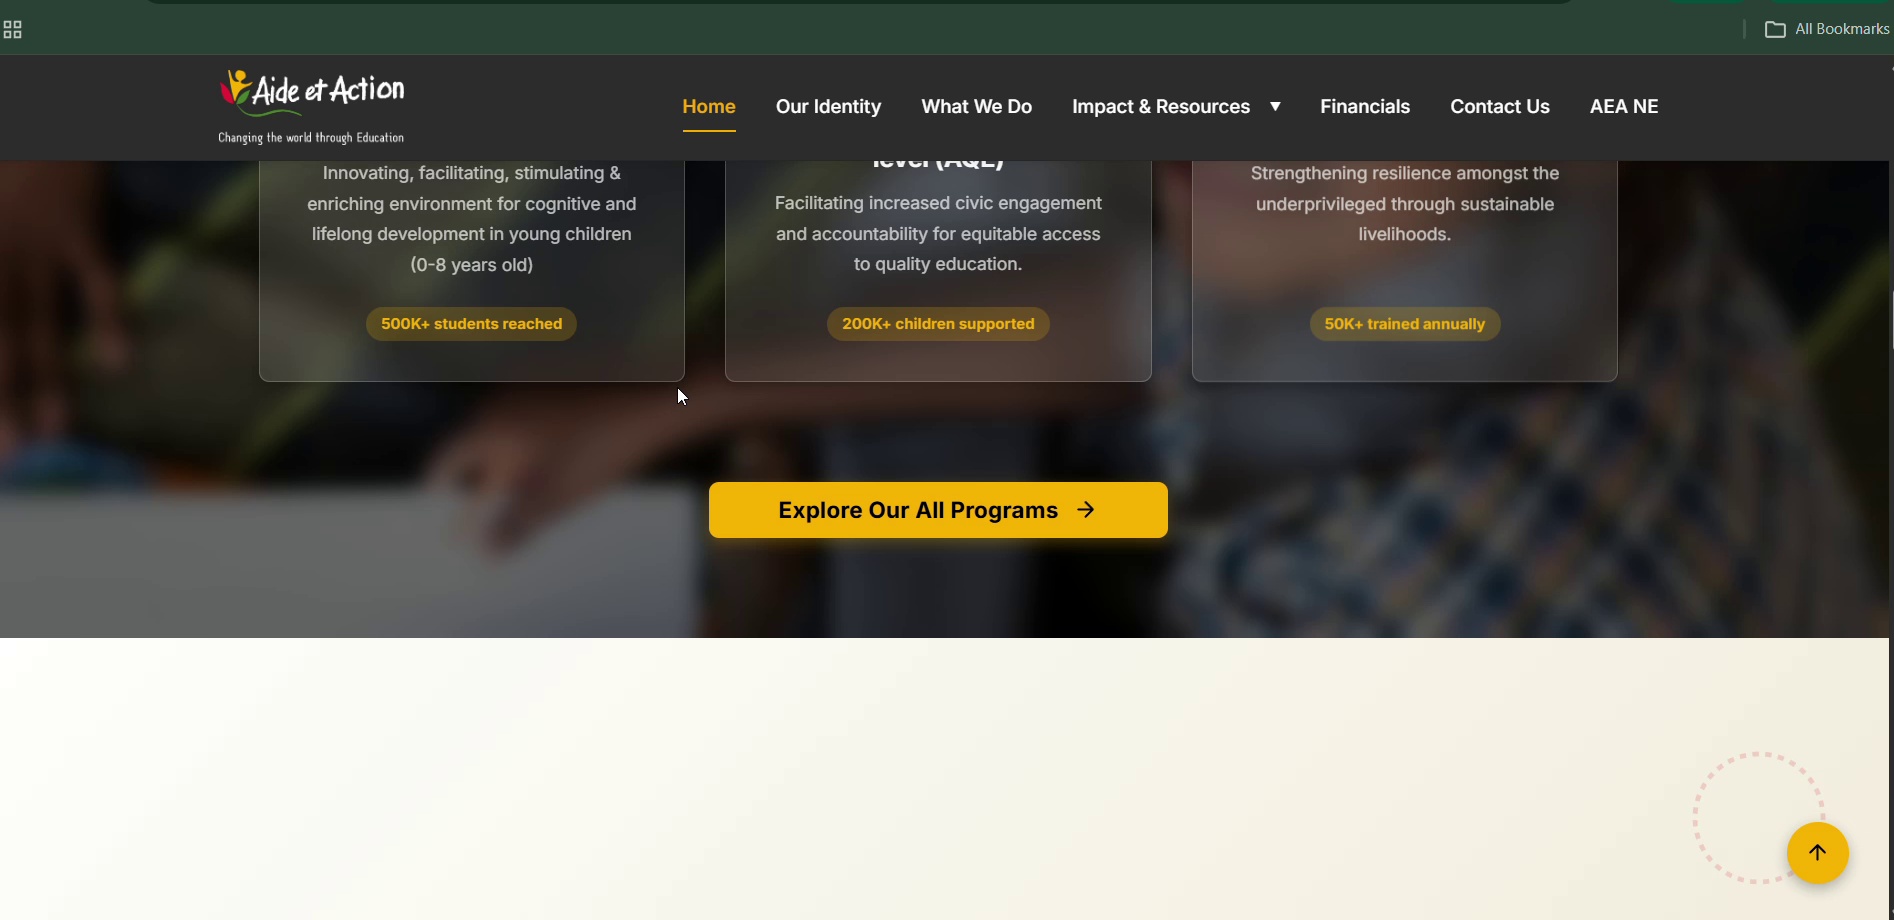 All Bookmarks
Aide et Action
Changing the world through Education
Home
Our Identity
What We Do
Impact & Resources ▼
Financials
Contact Us
AEA NE
Innovating, facilitating, stimulating &
enriching environment for cognitive and
lifelong development in young children
(0-8 years old)
500K+ students reached
level (AQE)
Facilitating increased civic engagement
and accountability for equitable access
to quality education.
200K+ children supported
Strengthening resilience amongst the
underprivileged through sustainable
livelihoods.
50K+ trained annually
Explore Our All Programs →